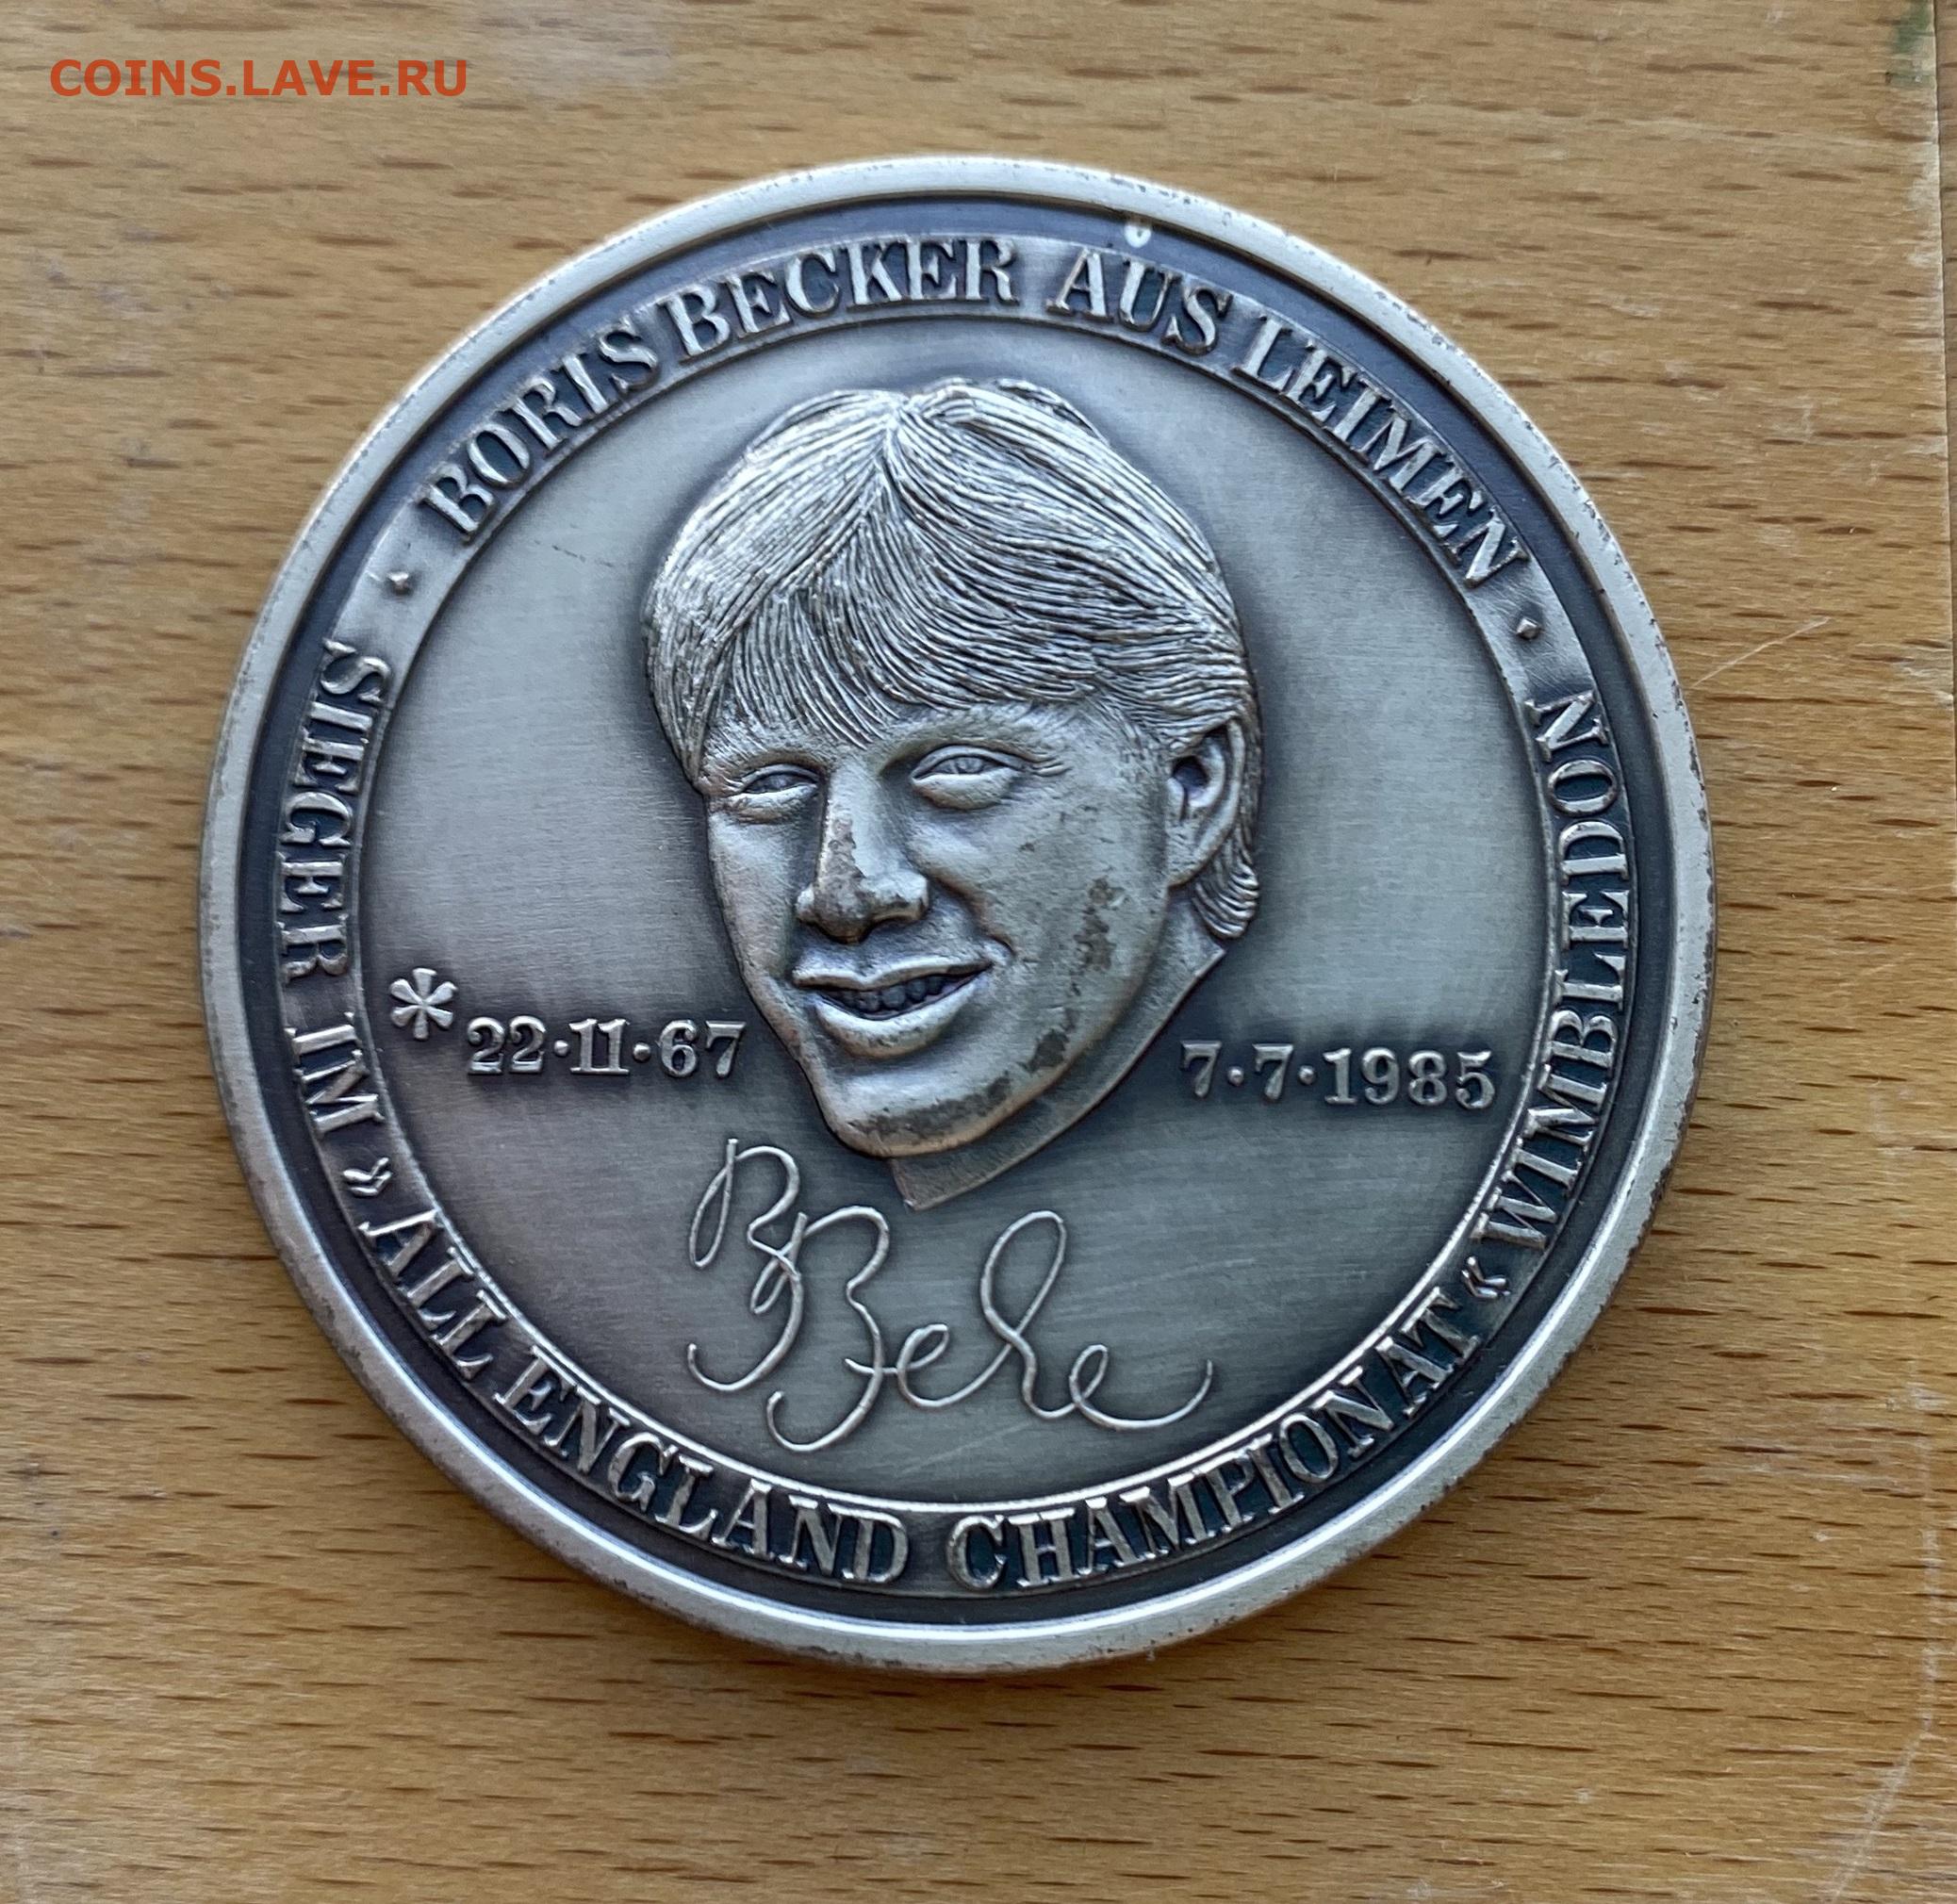 COINS.LAVE.RU
· BORIS BECKER AUS LEIMEN ·
SIEGER IM « ALL ENGLAND CHAMPIONAT « WIMBLEDON
* 22·11·67
7·7·1985